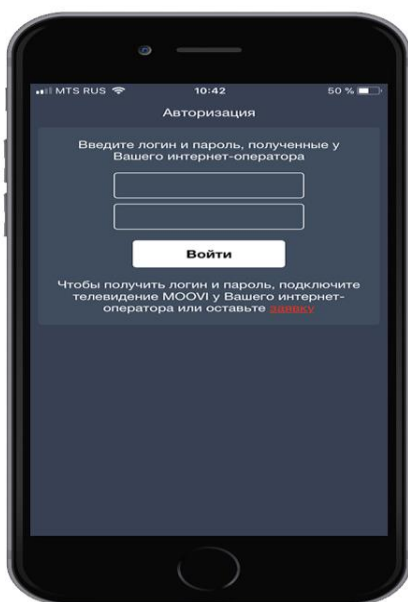 MTS RUS 10:42 50 %
Авторизация
Введите логин и пароль, полученные у
Вашего интернет-оператора
Войти
Чтобы получить логин и пароль, подключите
телевидение MOOVI у Вашего интернет-
оператора или оставьте заявку